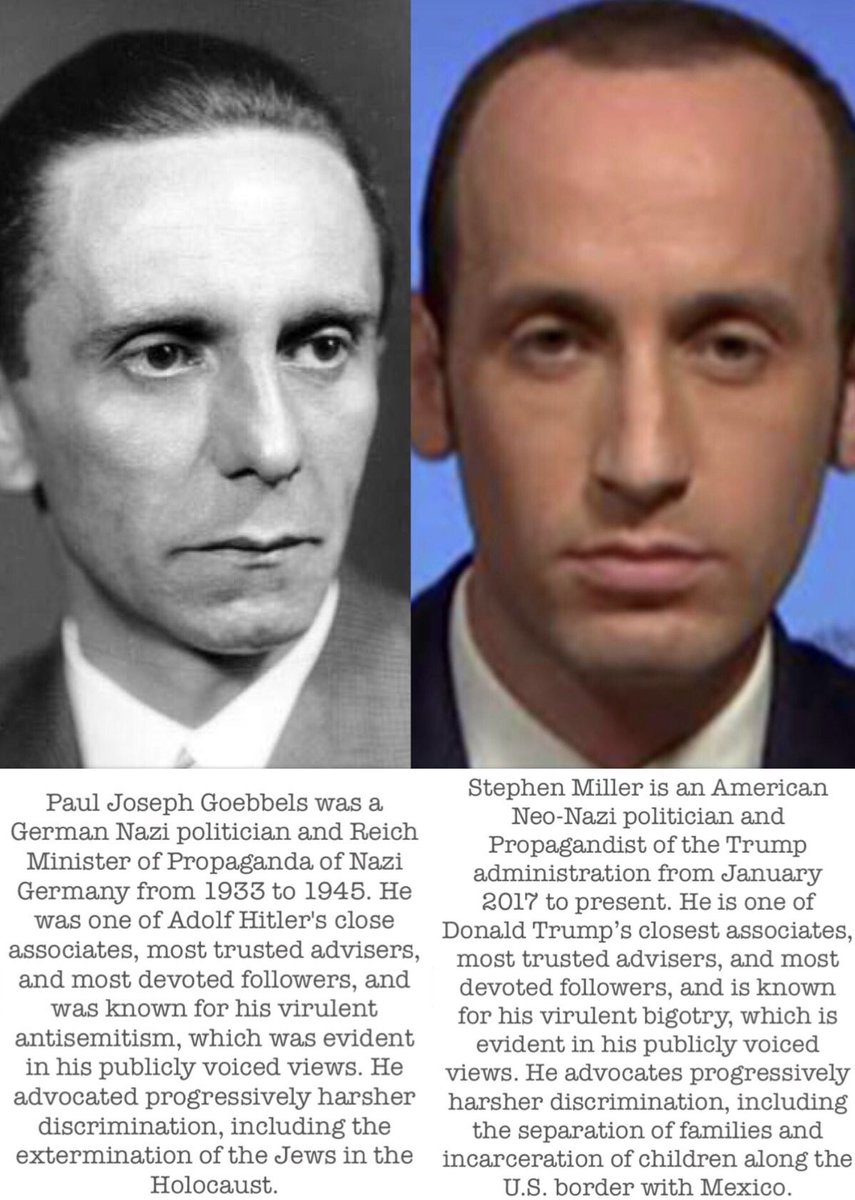 Paul Joseph Goebbels was a
German Nazi politician and Reich
Minister of Propaganda of Nazi
Germany from 1933 to 1945. He
was one of Adolf Hitler's close
associates, most trusted advisers,
and most devoted followers, and
was known for his virulent
antisemitism, which was evident
in his publicly voiced views. He
advocated progressively harsher
discrimination, including the
extermination of the Jews in the
Holocaust.
Stephen Miller is an American
Neo-Nazi politician and
Propagandist of the Trump
administration from January
2017 to present. He is one of
Donald Trump’s closest associates,
most trusted advisers, and most
devoted followers, and is known
for his virulent bigotry, which is
evident in his publicly voiced
views. He advocates progressively
harsher discrimination, including
the separation of families and
incarceration of children along the
U.S. border with Mexico.